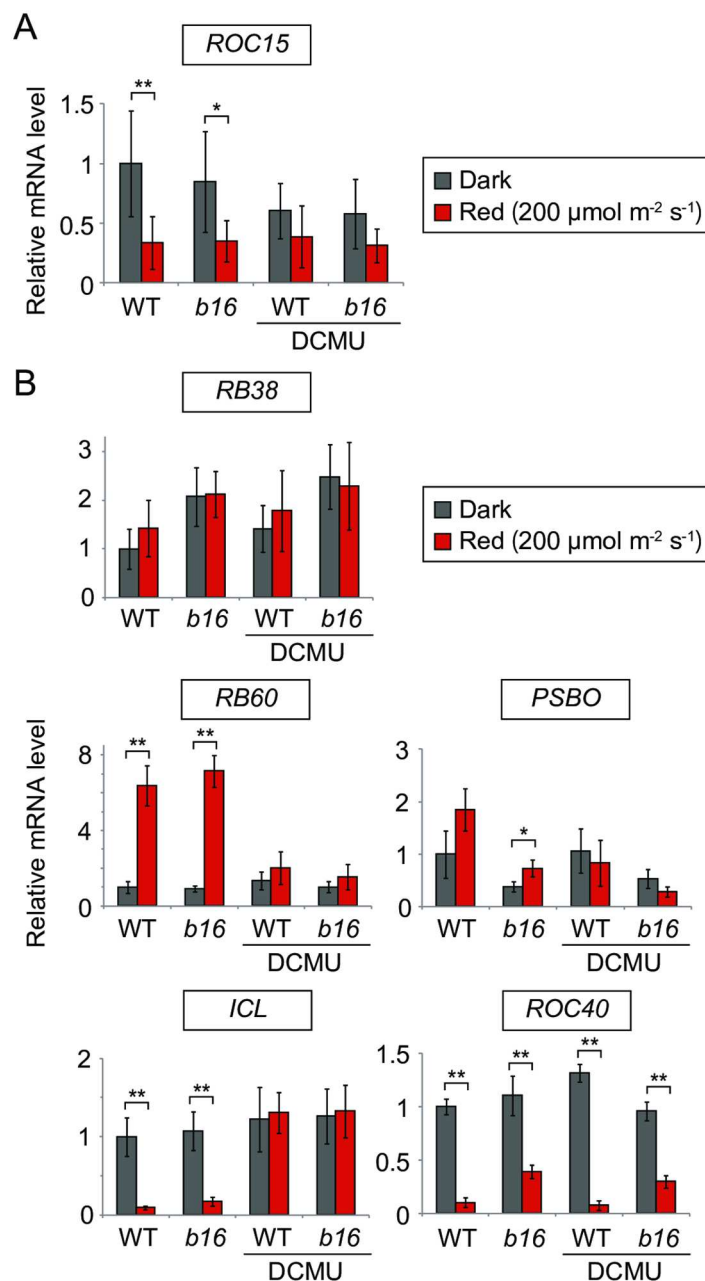 A
ROC15
Relative mRNA level
1.5
1
0.5
0
**
*
WT b16 WT b16
DCMU
Dark
Red (200 µmol m⁻² s⁻¹)
B
RB38
3
2
1
0
WT b16 WT b16
DCMU
Dark
Red (200 µmol m⁻² s⁻¹)
Relative mRNA level
RB60
8
6
4
2
0
** **
WT b16 WT b16
DCMU
PSBO
3
2
1
0
*
WT b16 WT b16
DCMU
ICL
2
1
0
** **
WT b16 WT b16
DCMU
ROC40
1.5
1
0.5
0
** ** ** **
WT b16 WT b16
DCMU